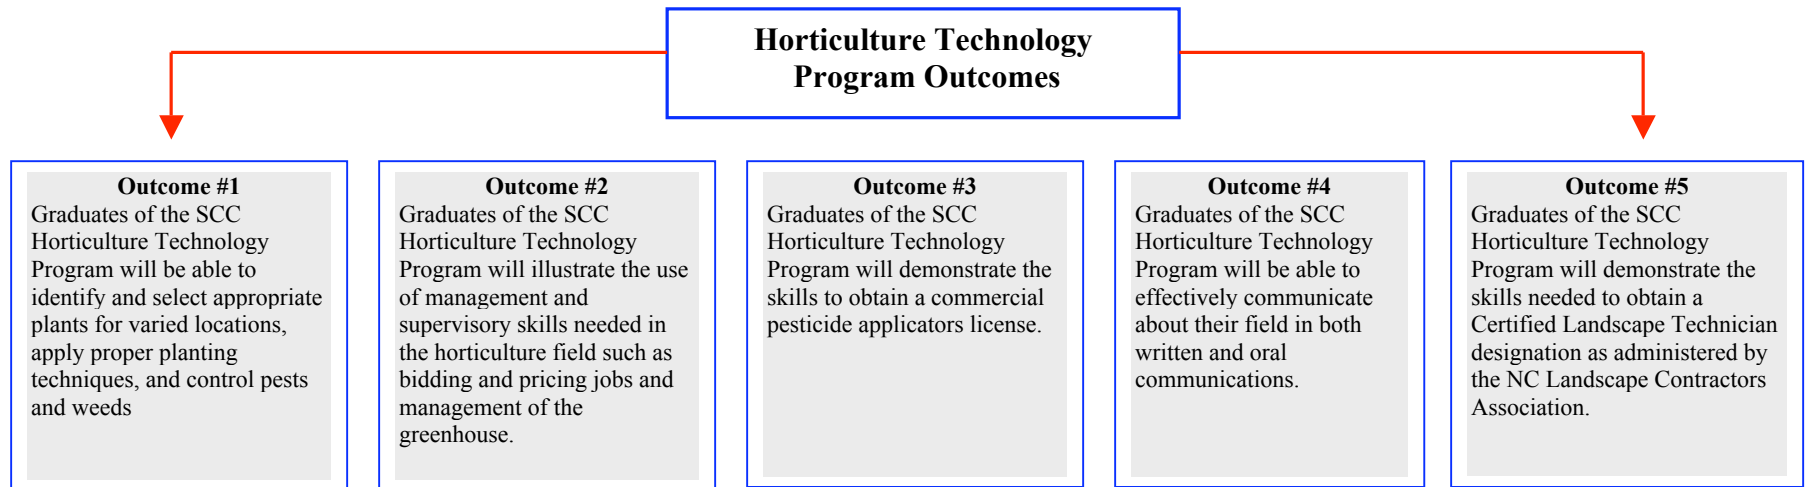 Horticulture Technology
Program Outcomes
Outcome #1
Graduates of the SCC
Horticulture Technology
Program will be able to
identify and select appropriate
plants for varied locations,
apply proper planting
techniques, and control pests
and weeds
Outcome #2
Graduates of the SCC
Horticulture Technology
Program will illustrate the use
of management and
supervisory skills needed in
the horticulture field such as
bidding and pricing jobs and
management of the
greenhouse.
Outcome #3
Graduates of the SCC
Horticulture Technology
Program will demonstrate the
skills to obtain a commercial
pesticide applicators license.
Outcome #4
Graduates of the SCC
Horticulture Technology
Program will be able to
effectively communicate
about their field in both
written and oral
communications.
Outcome #5
Graduates of the SCC
Horticulture Technology
Program will demonstrate the
skills needed to obtain a
Certified Landscape Technician
designation as administered by
the NC Landscape Contractors
Association.